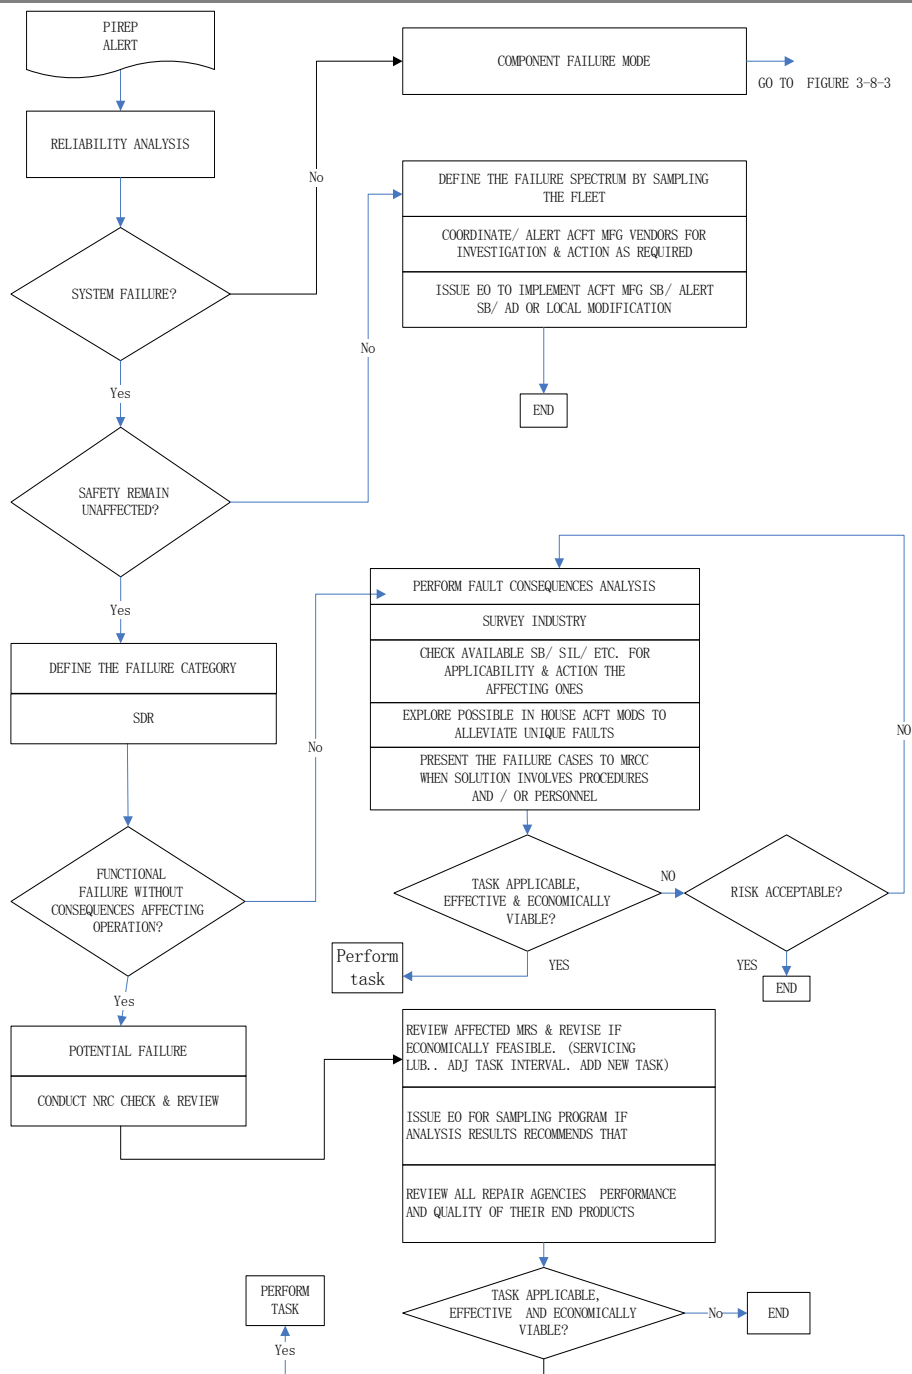 PIREP
ALERT
COMPONENT FAILURE MODE
GO TO FIGURE 3-8-3
RELIABILITY ANALYSIS
No
DEFINE THE FAILURE SPECTRUM BY SAMPLING
THE FLEET
COORDINATE/ ALERT ACFT MFG VENDORS FOR
INVESTIGATION & ACTION AS REQUIRED
ISSUE EO TO IMPLEMENT ACFT MFG SB/ ALERT
SB/ AD OR LOCAL MODIFICATION
SYSTEM FAILURE?
No
Yes
END
SAFETY REMAIN
UNAFFECTED?
Yes
PERFORM FAULT CONSEQUENCES ANALYSIS
SURVEY INDUSTRY
CHECK AVAILABLE SB/ SIL/ ETC. FOR
APPLICABILITY & ACTION THE
AFFECTING ONES
EXPLORE POSSIBLE IN HOUSE ACFT MODS TO
ALLEVIATE UNIQUE FAULTS
PRESENT THE FAILURE CASES TO MRCC
WHEN SOLUTION INVOLVES PROCEDURES
AND / OR PERSONNEL
DEFINE THE FAILURE CATEGORY
SDR
No
NO
FUNCTIONAL
FAILURE WITHOUT
CONSEQUENCES AFFECTING
OPERATION?
TASK APPLICABLE,
EFFECTIVE & ECONOMICALLY
VIABLE?
NO
RISK ACCEPTABLE?
Perform
task
YES
YES
END
Yes
POTENTIAL FAILURE
CONDUCT NRC CHECK & REVIEW
REVIEW AFFECTED MRS & REVISE IF
ECONOMICALLY FEASIBLE. (SERVICING
LUB.. ADJ TASK INTERVAL. ADD NEW TASK)
ISSUE EO FOR SAMPLING PROGRAM IF
ANALYSIS RESULTS RECOMMENDS THAT
REVIEW ALL REPAIR AGENCIES PERFORMANCE
AND QUALITY OF THEIR END PRODUCTS
PERFORM
TASK
Yes
TASK APPLICABLE,
EFFECTIVE AND ECONOMICALLY
VIABLE?
No
END